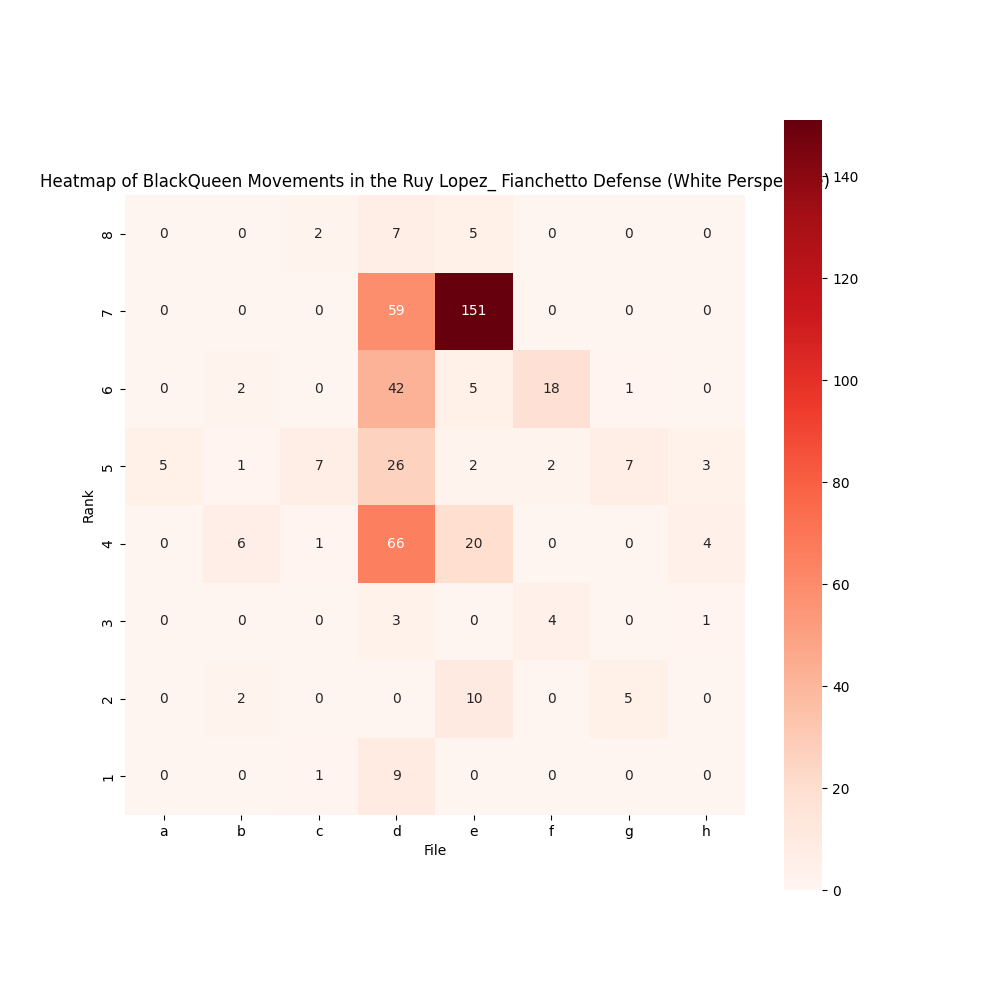 Heatmap of BlackQueen Movements in the Ruy Lopez_ Fianchetto Defense (White Perspe
140
8 0 0 2 7 5 0 0 0
120
7 0 0 0 59 151 0 0 0
100
6 0 2 0 42 5 18 1 0
80
5 5 1 7 26 2 2 7 3
Rank
60
4 0 6 1 66 20 0 0 4
3 0 0 0 3 0 4 0 1
40
2 0 2 0 0 10 0 5 0
20
1 0 0 1 9 0 0 0 0
a b c d e f g h
File
0